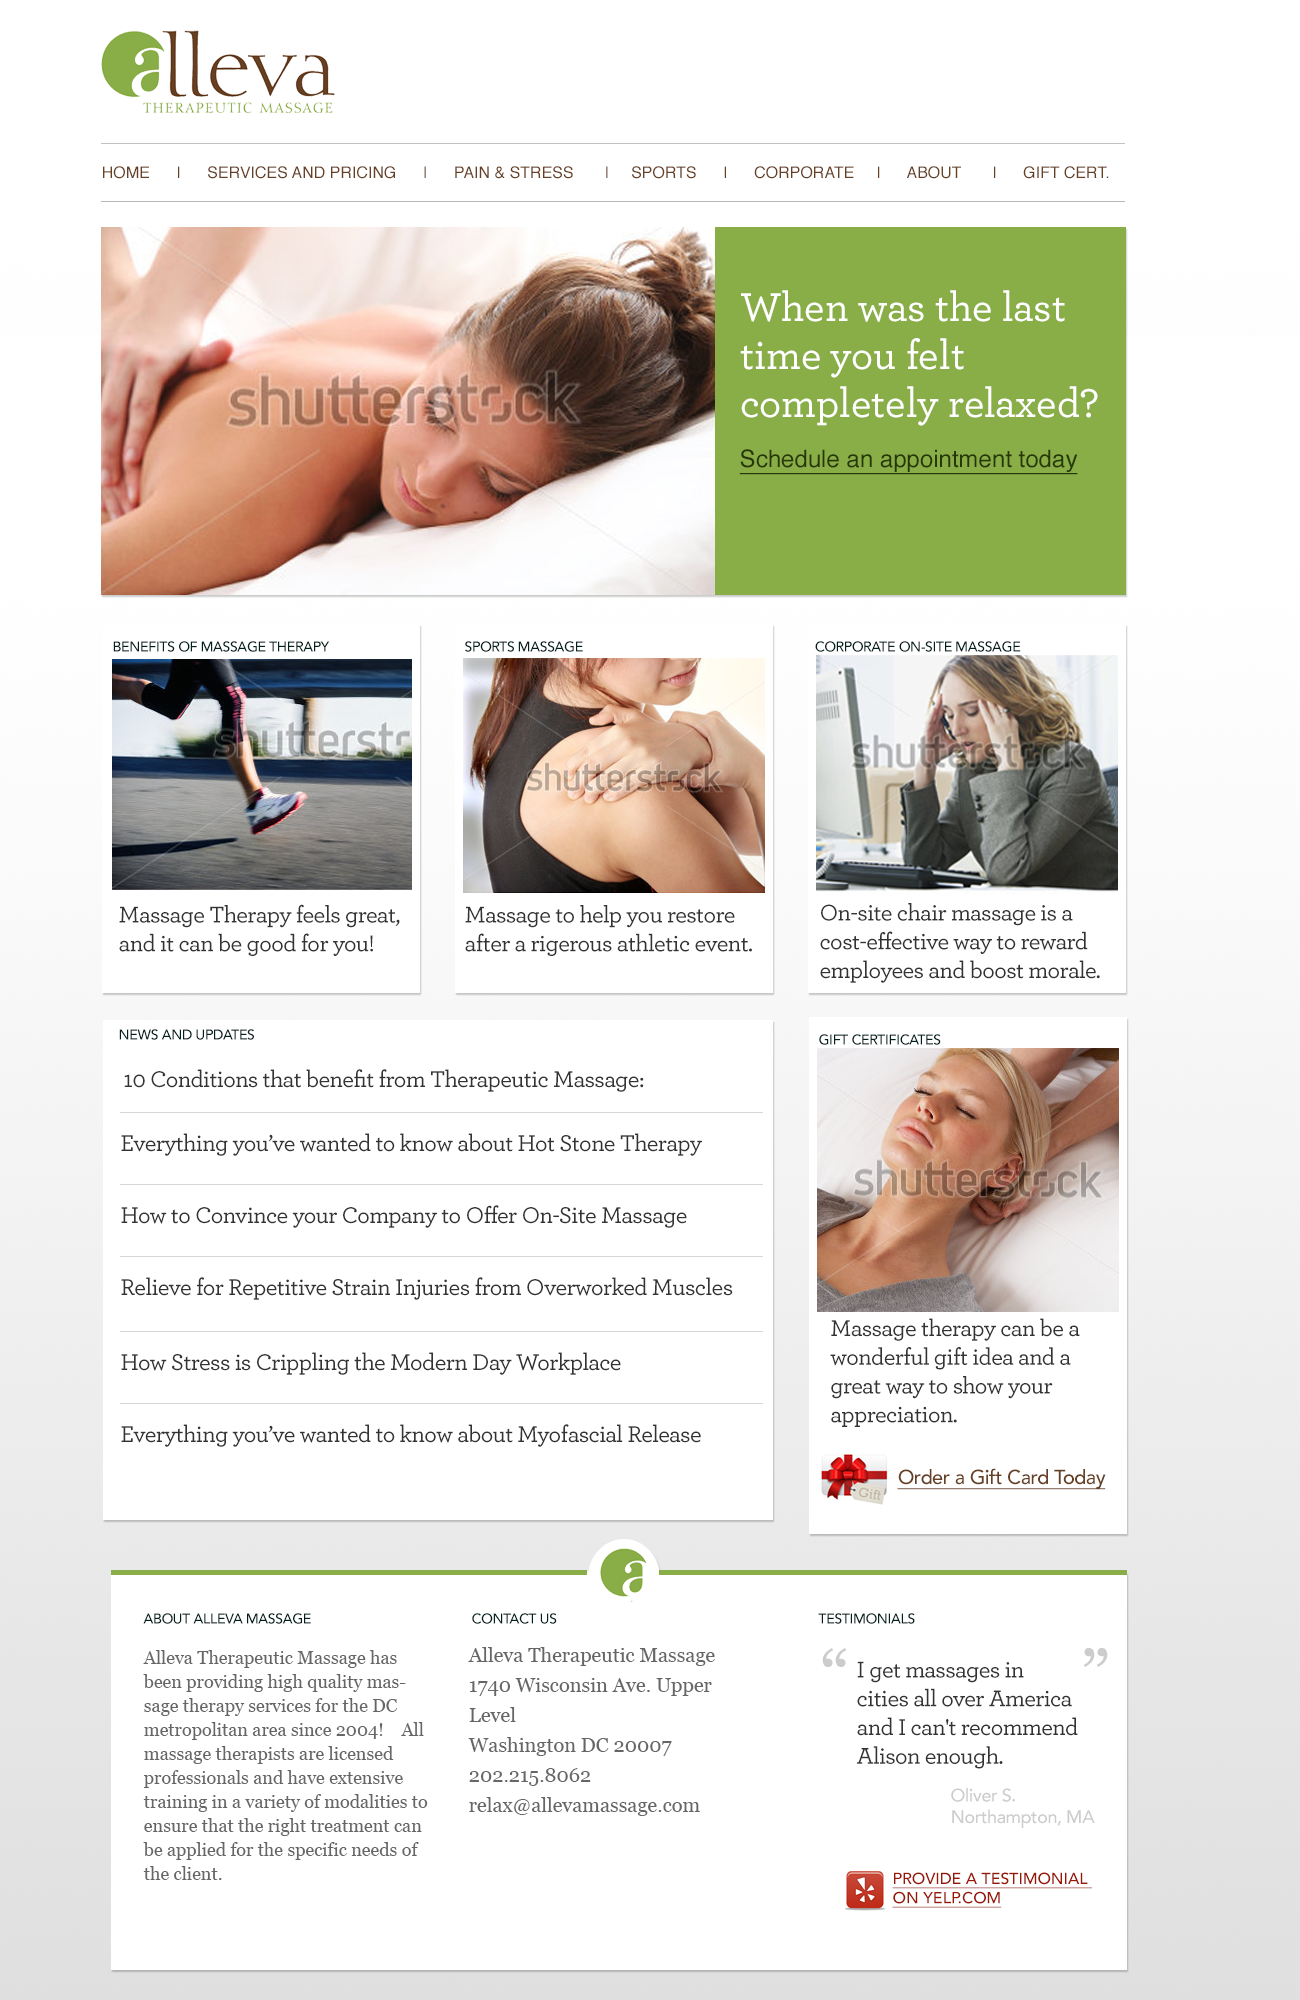 alleva
THERAPEUTIC MASSAGE
HOME | SERVICES AND PRICING | PAIN & STRESS | SPORTS | CORPORATE | ABOUT | GIFT CERT.
shutterstock
When was the last
time you felt
completely relaxed?
Schedule an appointment today
BENEFITS OF MASSAGE THERAPY
shutterst
Massage Therapy feels great,
and it can be good for you!
SPORTS MASSAGE
shutterstock
Massage to help you restore
after a rigerous athletic event.
CORPORATE ON-SITE MASSAGE
shutterstock
On-site chair massage is a
cost-effective way to reward
employees and boost morale.
NEWS AND UPDATES
10 Conditions that benefit from Therapeutic Massage:
Everything you've wanted to know about Hot Stone Therapy
How to Convince your Company to Offer On-Site Massage
Relieve for Repetitive Strain Injuries from Overworked Muscles
How Stress is Crippling the Modern Day Workplace
Everything you've wanted to know about Myofascial Release
GIFT CERTIFICATES
shutterstock
Massage therapy can be a
wonderful gift idea and a
great way to show your
appreciation.
Gift
Order a Gift Card Today
a
ABOUT ALLEVA MASSAGE
Alleva Therapeutic Massage has
been providing high quality mas-
sage therapy services for the DC
metropolitan area since 2004! All
massage therapists are licensed
professionals and have extensive
training in a variety of modalities to
ensure that the right treatment can
be applied for the specific needs of
the client.
CONTACT US
Alleva Therapeutic Massage
1740 Wisconsin Ave. Upper
Level
Washington DC 20007
202.215.8062
relax@allevamassage.com
TESTIMONIALS
“ I get massages in ”
cities all over America
and I can't recommend
Alison enough.
Oliver S.
Northampton, MA
PROVIDE A TESTIMONIAL
ON YELP.COM